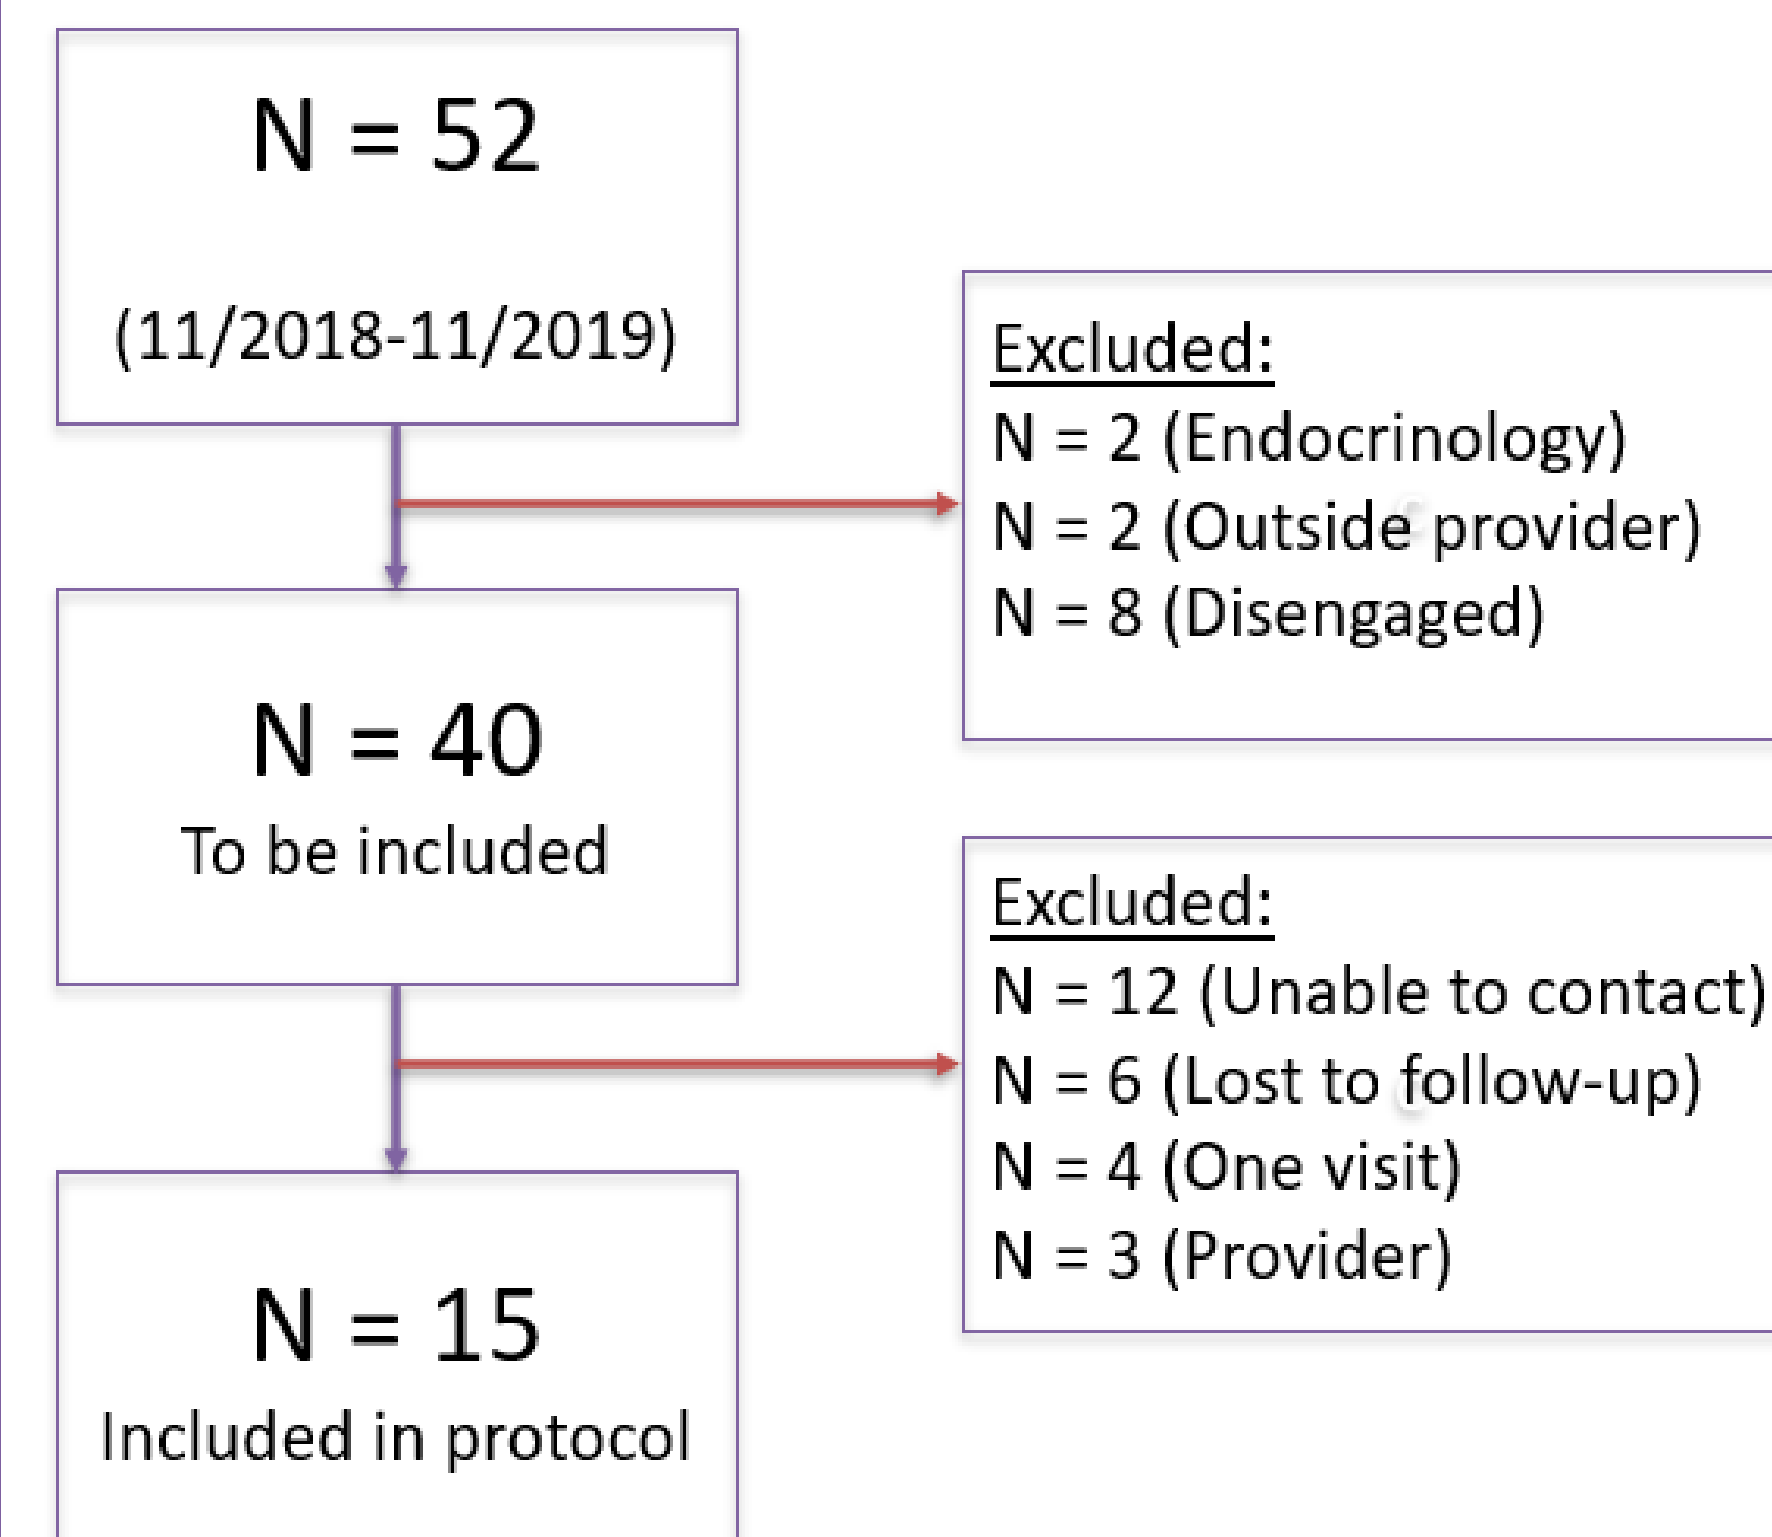 N = 52
(11/2018-11/2019)
Excluded:
N = 2 (Endocrinology)
N = 2 (Outside provider)
N = 8 (Disengaged)
N = 40
To be included
Excluded:
N = 12 (Unable to contact)
N = 6 (Lost to follow-up)
N = 4 (One visit)
N = 3 (Provider)
N = 15
Included in protocol